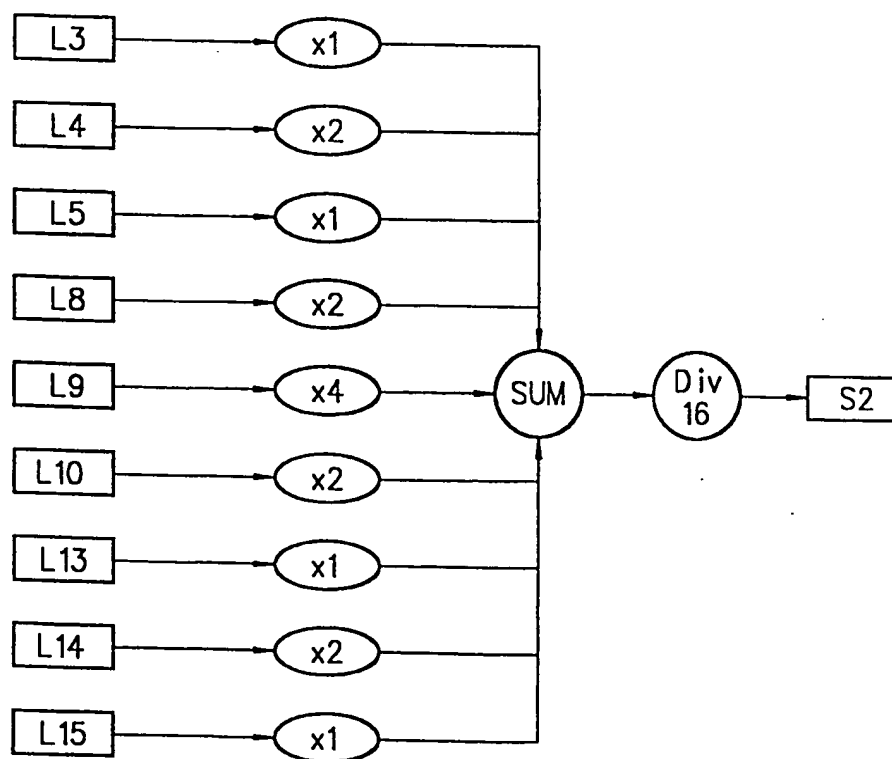 L3 x1
L4 x2
L5 x1
L8 x2
L9 x4 SUM Div 16 S2
L10 x2
L13 x1
L14 x2
L15 x1